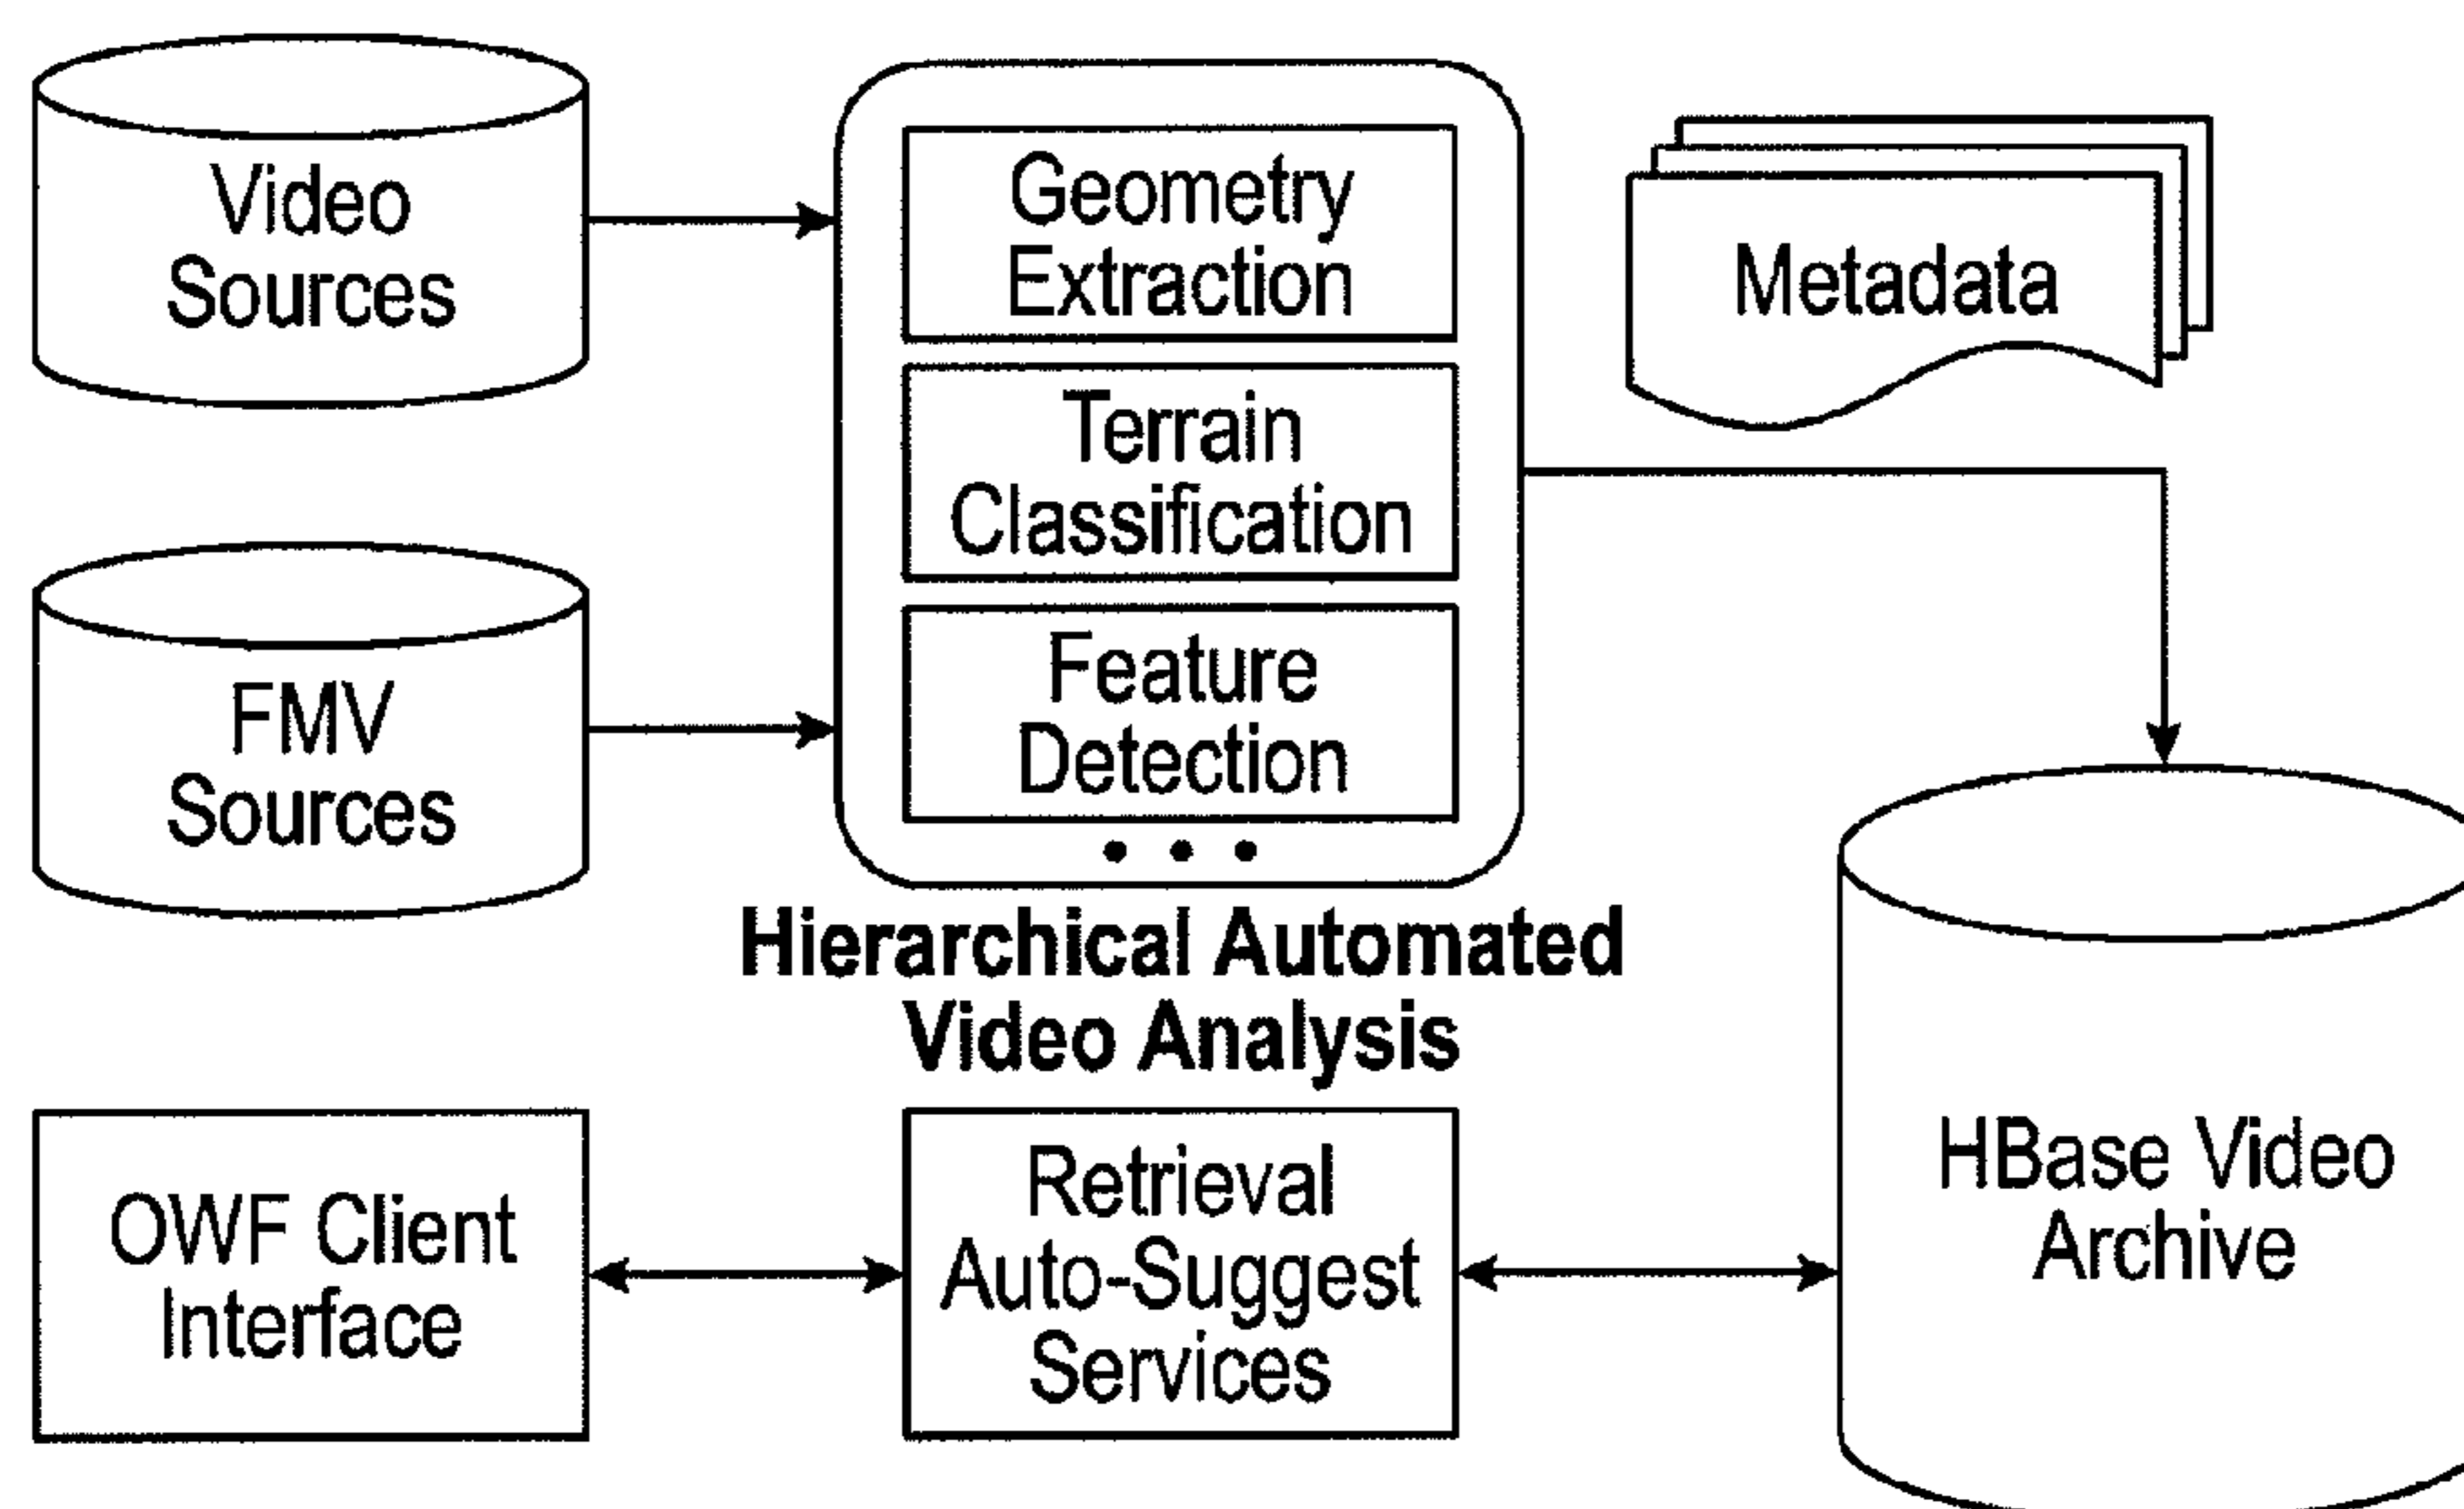 Video
Sources
Geometry
Extraction
Metadata
Terrain
Classification
FMV
Sources
Feature
Detection
Hierarchical Automated
Video Analysis
OWF Client
Interface
Retrieval
Auto-Suggest
Services
HBase Video
Archive